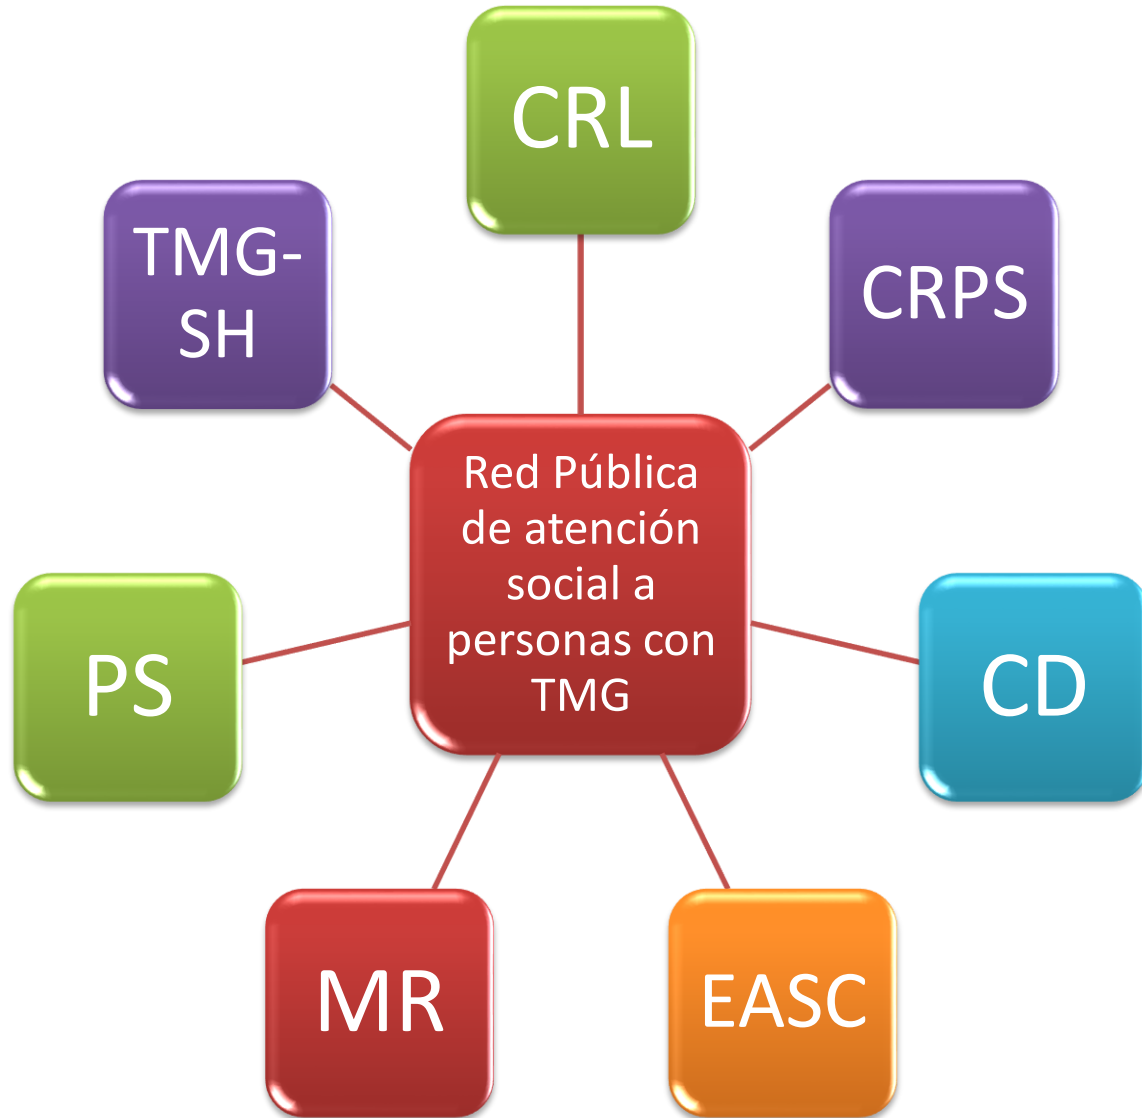 CRL
TMG-
SH
CRPS
Red Pública
de atención
social a
personas con
TMG
PS
CD
MR
EASC